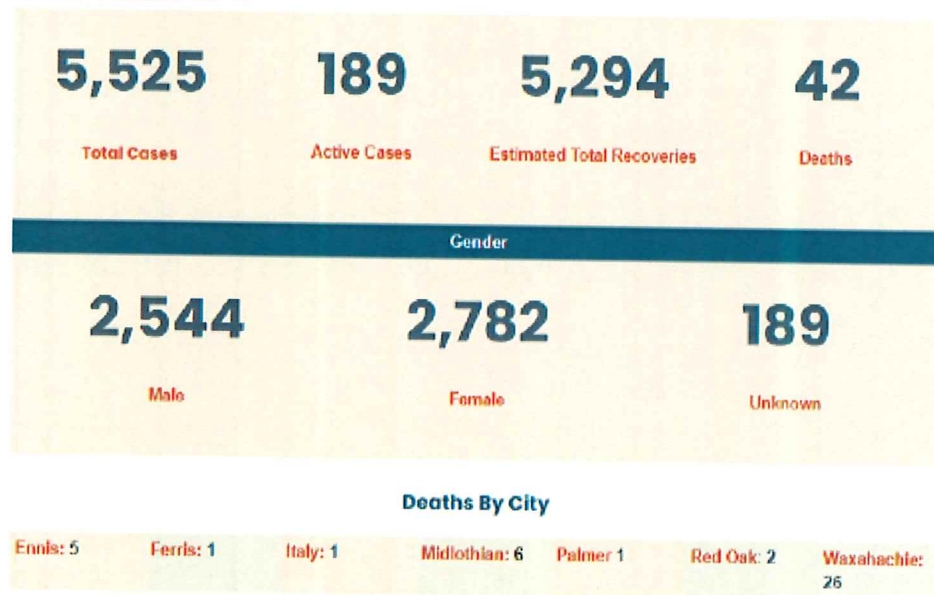 5,525 189 5,294 42
Total Cases Active Cases Estimated Total Recoveries Deaths
Gender
2,544 2,782 189
Male Female Unknown
Deaths By City
Ennis: 5 Ferris: 1 Italy: 1 Midlothian: 6 Palmer 1 Red Oak: 2 Waxahachie:
26